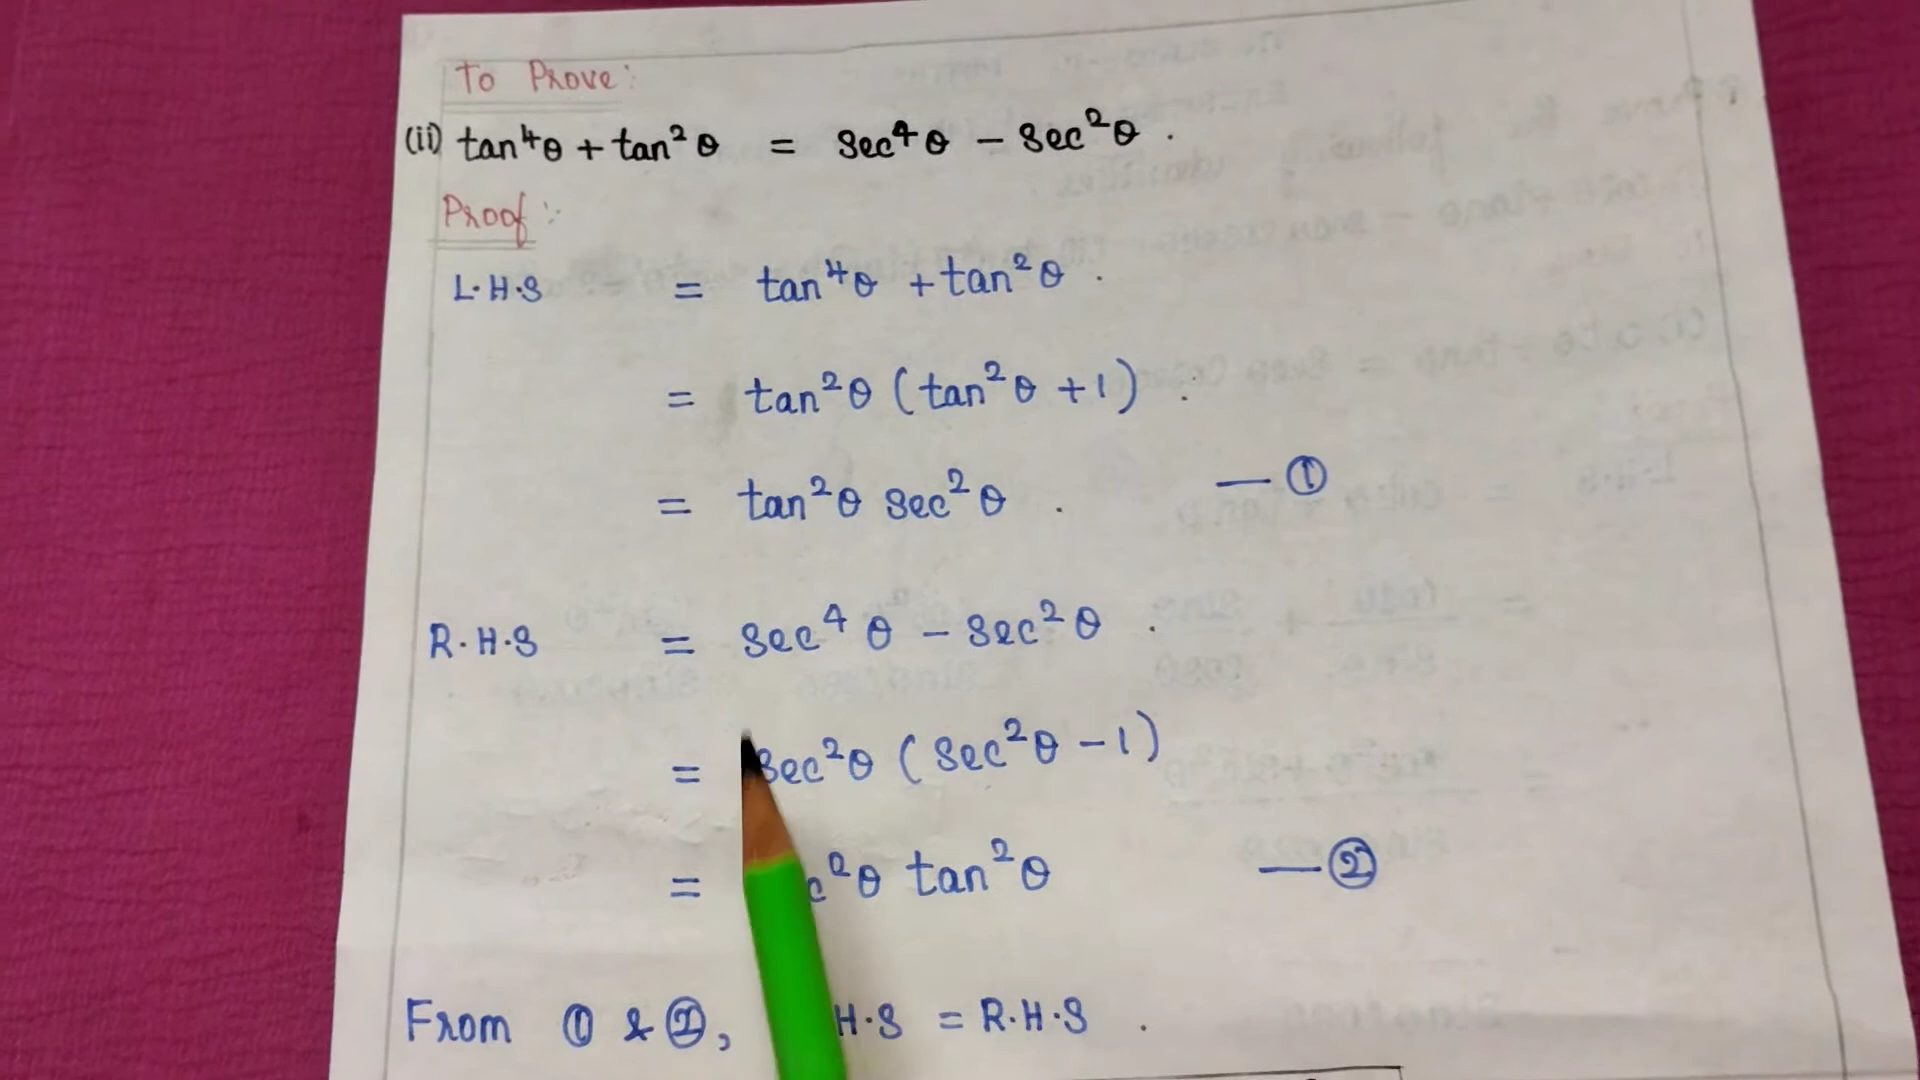 To Prove:
(ii) tan⁴θ + tan²θ = sec⁴θ - sec²θ .
Proof :
L.H.S = tan⁴θ + tan²θ .
= tan²θ (tan²θ + 1) .
= tan²θ sec²θ . — ①
R.H.S = sec⁴θ - sec²θ .
= sec²θ (sec²θ - 1)
= θ tan²θ — ②
From ① & ②, H.S = R.H.S .